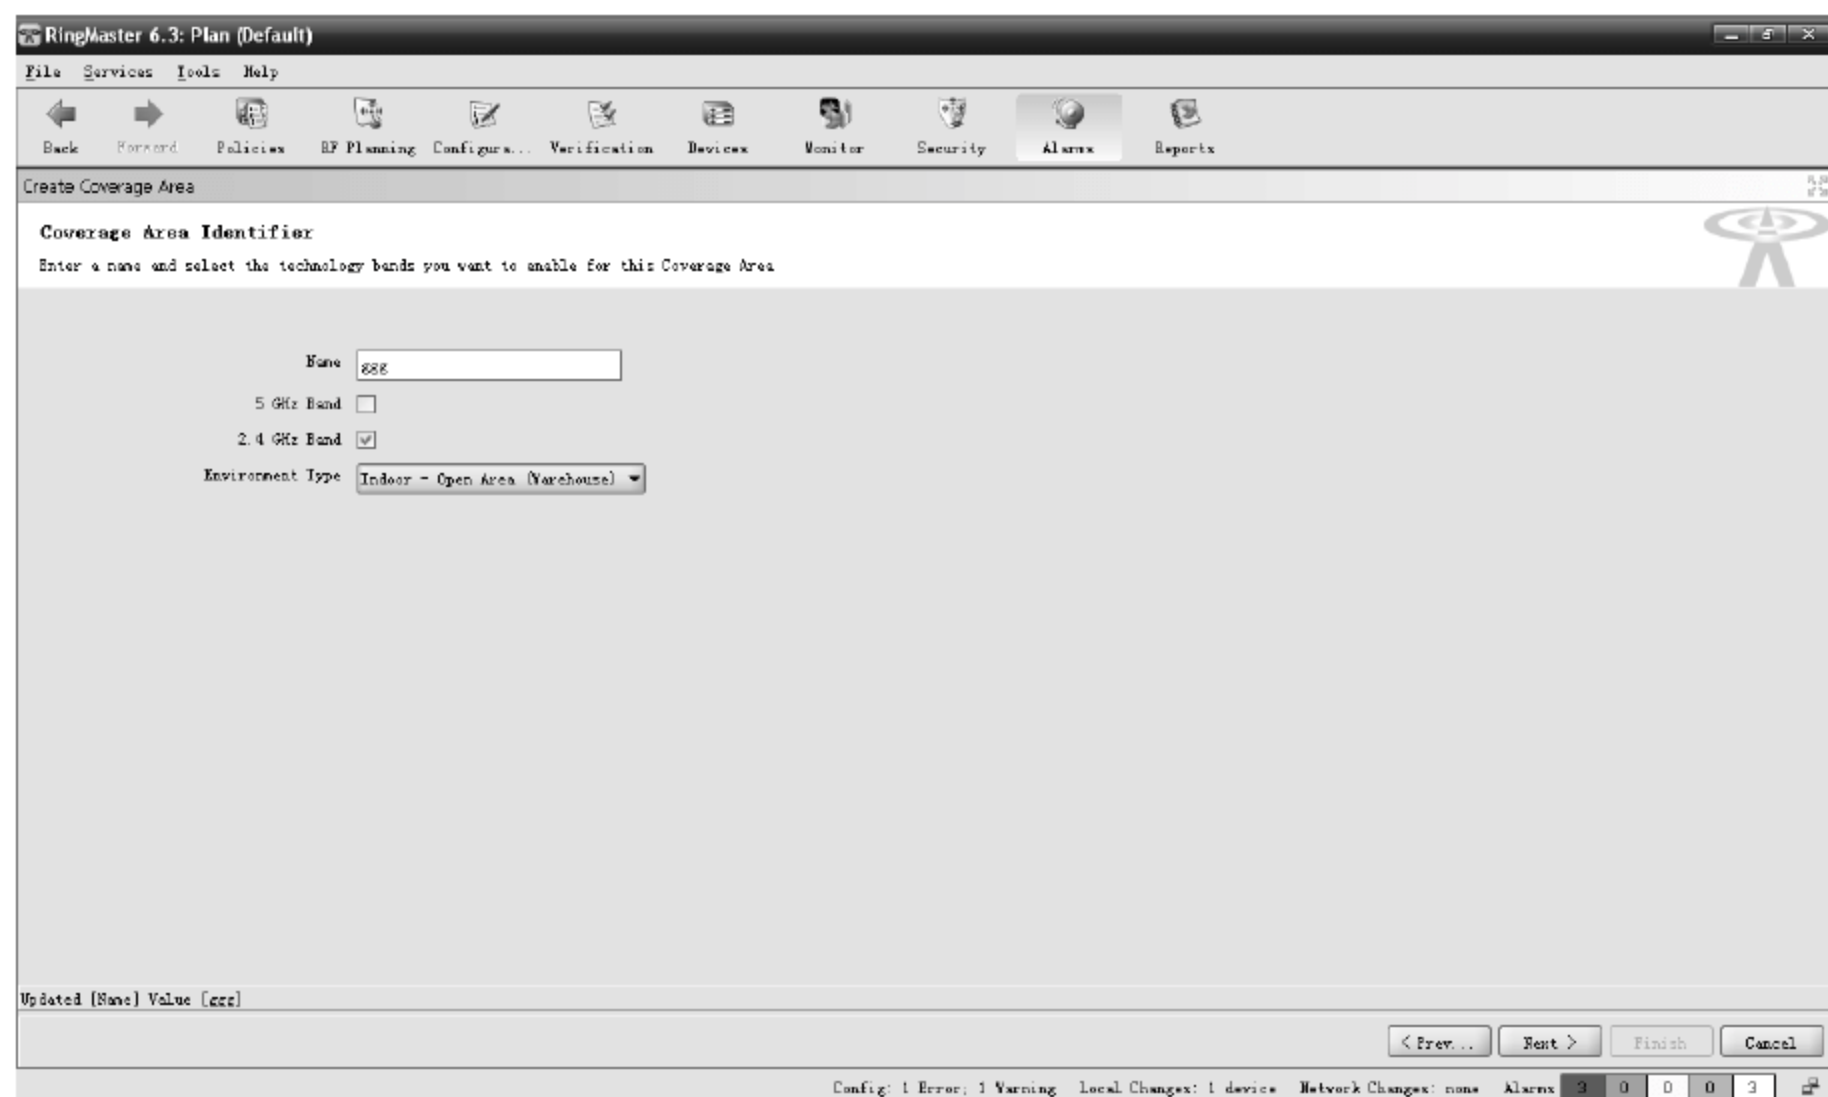 RingMaster 6.3: Plan (Default)
File Services Tools Help
Back Forward Policies RF Planning Configura... Verification Devices Monitor Security Alarms Reports
Create Coverage Area
Coverage Area Identifier
Enter a name and select the technology bands you want to enable for this Coverage Area
Name ggg
5 GHz Band
2.4 GHz Band
Environment Type Indoor - Open Area (Warehouse)
Updated [Name] Value [ggg]
< Prev... Next > Finish Cancel
Config: 1 Error; 1 Warning Local Changes: 1 device Network Changes: none Alarms 3 0 0 0 3